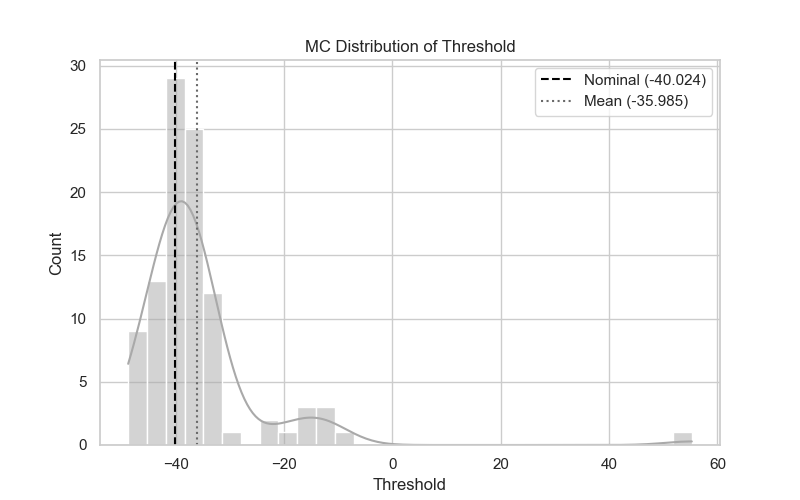 MC Distribution of Threshold
Nominal (-40.024)
Mean (-35.985)
Count
30
25
20
15
10
5
0
−40
−20
0
20
40
60
Threshold